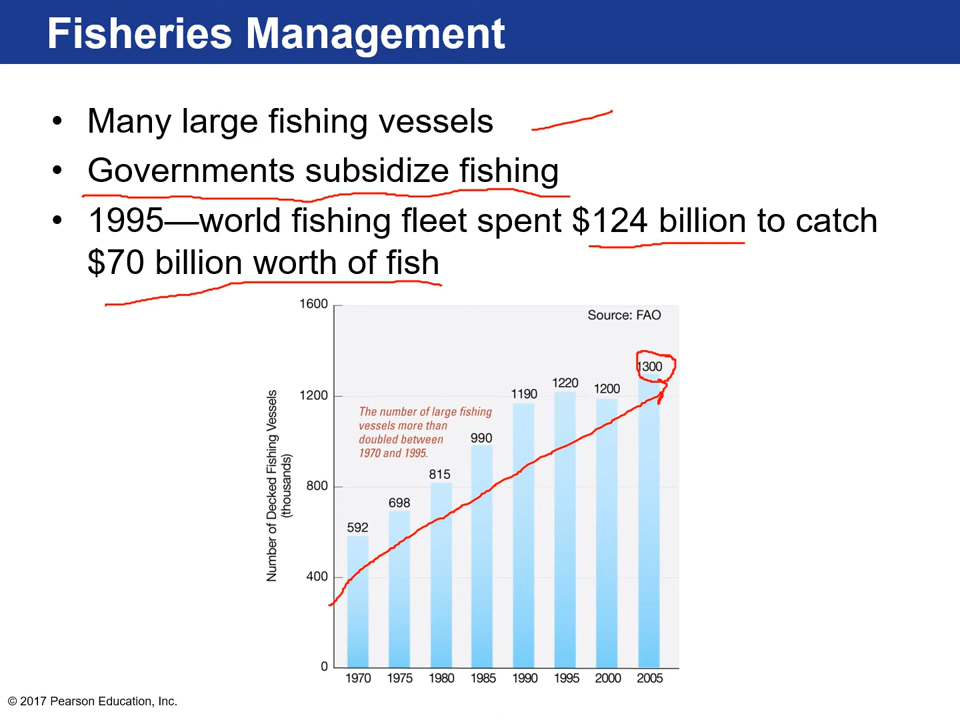 Fisheries Management
• Many large fishing vessels
• Governments subsidize fishing
• 1995—world fishing fleet spent $124 billion to catch
$70 billion worth of fish
1600
Source: FAO
1300
1200
1190
1220
1200
The number of large fishing
vessels more than
doubled between
1970 and 1995.
990
815
800
698
592
400
0
Number of Decked Fishing Vessels
(thousands)
1970 1975 1980 1985 1990 1995 2000 2005
© 2017 Pearson Education, Inc.